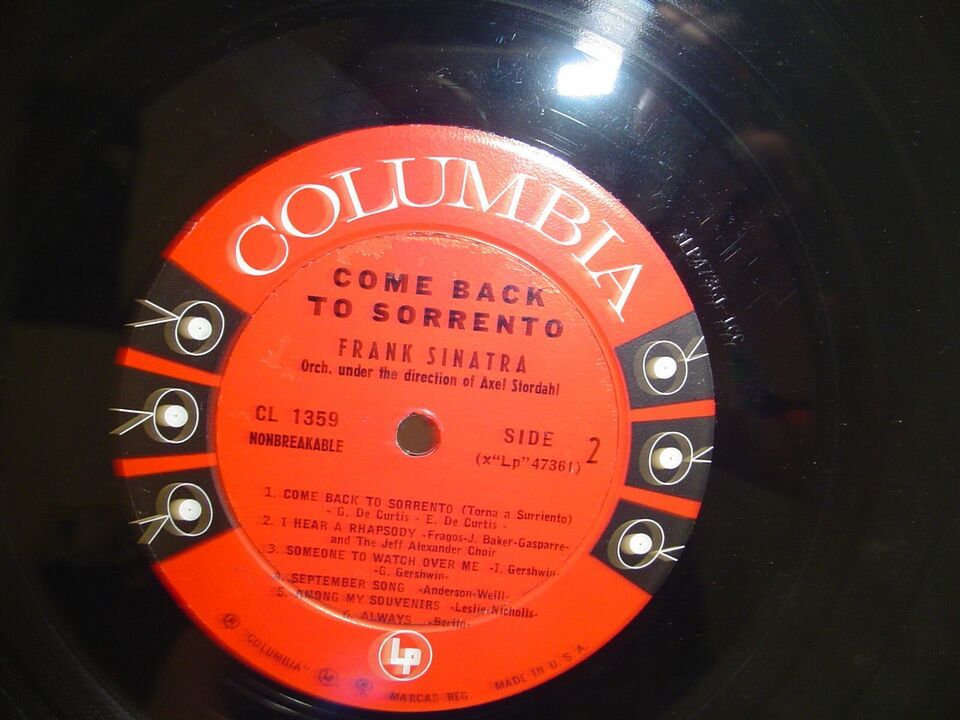 COLUMBIA
COME BACK
TO SORRENTO
FRANK SINATRA
Orch. under the direction of Axel Stordahl
CL 1359
NONBREAKABLE
SIDE 2
(x"Lp"47361)
1. COME BACK TO SORRENTO (Torna a Surriento)
- G. De Curtis - E. De Curtis -
2. I HEAR A RHAPSODY -Fragos-J. Baker-Gasparre-
and The Jeff Alexander Choir
3. SOMEONE TO WATCH OVER ME -I. Gershwin-
-G. Gershwin-
4. SEPTEMBER SONG -Anderson-Weill-
5. AMONG MY SOUVENIRS -Leslie-Nicholls-
6. ALWAYS -Berlin-
Lp
® "COLUMBIA" Lp MARCAS REG. MADE IN U.S.A.